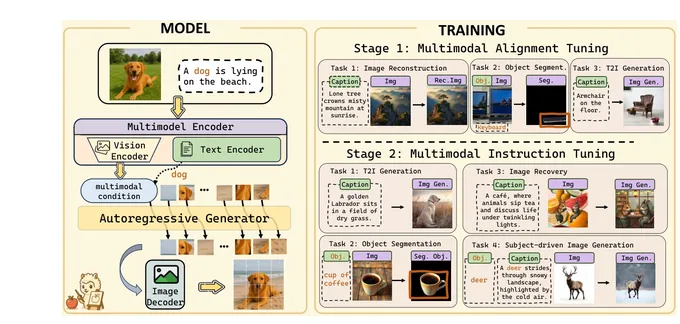 MODEL
A dog is lying
on the beach.
Multimodel Encoder
Vision
Encoder
Text Encoder
dog
multimodal
condition
...
Autoregressive Generator
...
Image
Decoder
TRAINING
Stage 1: Multimodal Alignment Tuning
Task 1: Image Reconstruction
Caption
Img
Rec.Img
Lone tree
crowns misty
mountain at
sunrise.
Task 2: Object Segment.
Obj.
Img
Seg.
Keyboard
Task 3: T2I Generation
Caption
Img Gen.
Armchair
on the
floor.
Stage 2: Multimodal Instruction Tuning
Task 1: T2I Generation
Caption
Img Gen.
A golden
Labrador sits
in a field of
dry grass.
Task 3: Image Recovery
Caption
Img
Img Gen.
A café, where
animals sip tea
and discuss life
under twinkling
lights.
Task 2: Object Segmentation
Obj.
Img
Seg. Obj.
cup of
coffee
Task 4: Subject-driven Image Generation
Obj.
Caption
Img
Img Gen.
deer
A deer strides
through snowy
landscape,
highlighted by
the cold air.